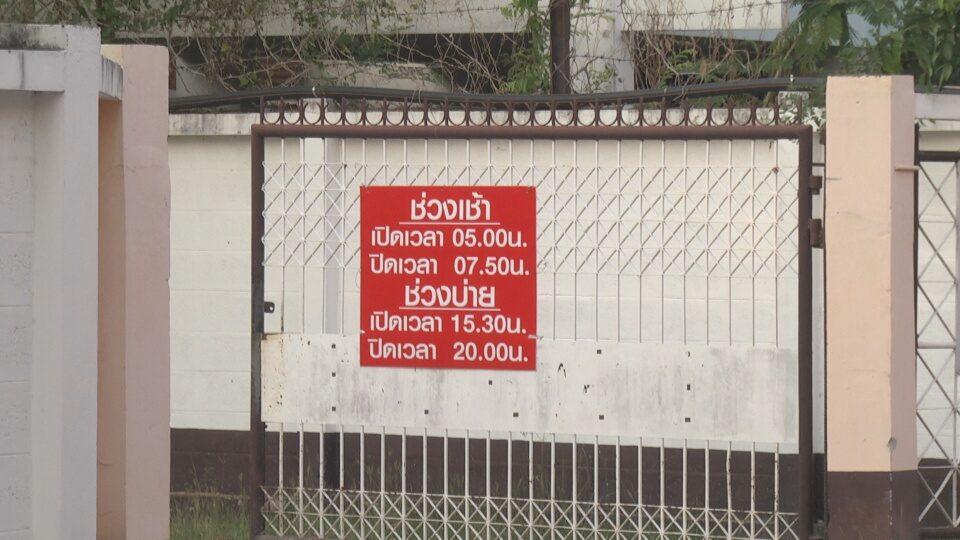 ช่วงเช้า
เปิดเวลา 05.00น.
ปิดเวลา 07.50น.
ช่วงบ่าย
เปิดเวลา 15.30น.
ปิดเวลา 20.00น.